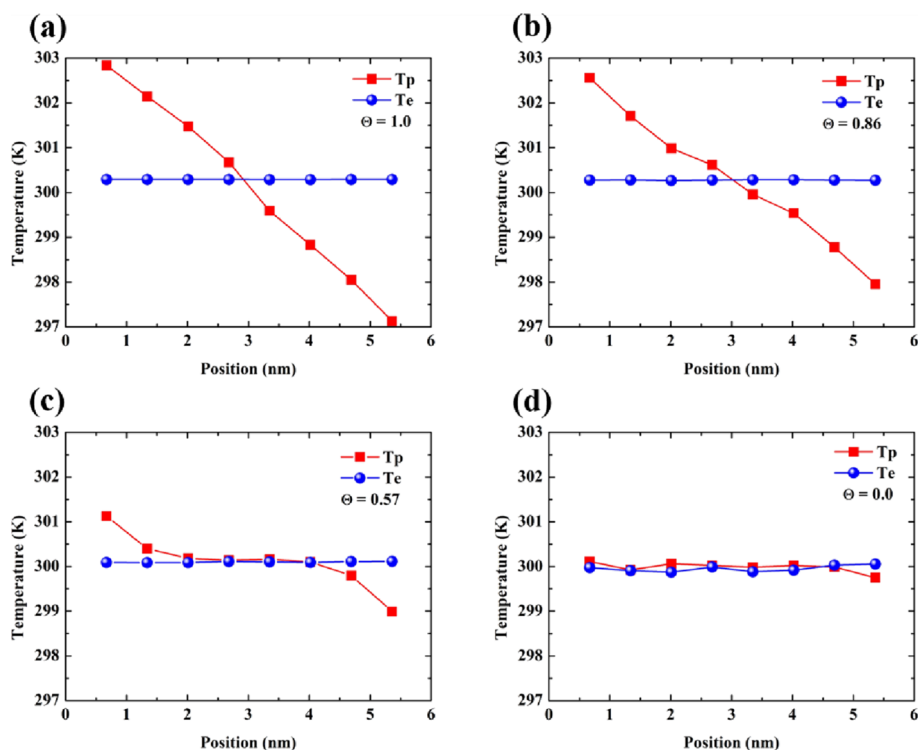 (a)
303
302
301
300
299
298
297
Temperature (K)
0 1 2 3 4 5 6
Position (nm)
Tp
Te
Θ = 1.0
(b)
303
302
301
300
299
298
297
Temperature (K)
0 1 2 3 4 5 6
Position (nm)
Tp
Te
Θ = 0.86
(c)
303
302
301
300
299
298
297
Temperature (K)
0 1 2 3 4 5 6
Position (nm)
Tp
Te
Θ = 0.57
(d)
303
302
301
300
299
298
297
Temperature (K)
0 1 2 3 4 5 6
Position (nm)
Tp
Te
Θ = 0.0